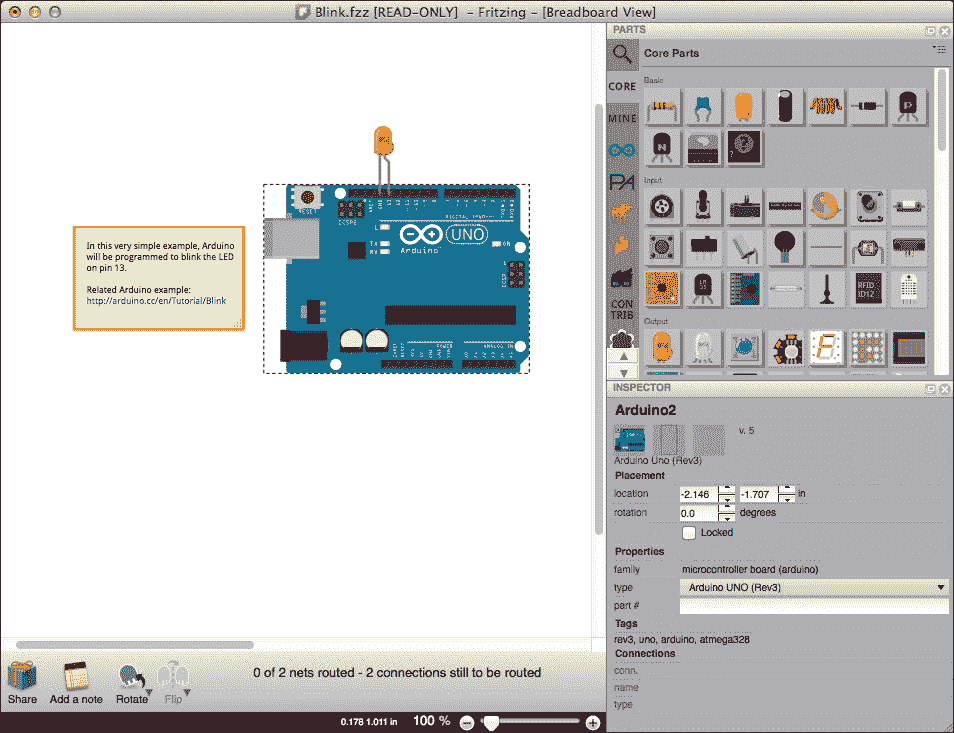 Blink.fzz [READ-ONLY] - Fritzing - [Breadboard View]
PARTS
Core Parts
CORE
MINE
CON
TRIB
Basic
Input
RFID
ID12
Output
RESET
ICSP2
L
TX
RX
UNO
ON
Arduino
ICSP
POWER
ANALOG IN
In this very simple example, Arduino
will be programmed to blink the LED
on pin 13.
Related Arduino example:
http://arduino.cc/en/Tutorial/Blink
INSPECTOR
Arduino2
v. 5
Arduino Uno (Rev3)
Placement
location -2.146 -1.707 in
rotation 0.0 degrees
Locked
Properties
family microcontroller board (arduino)
type Arduino UNO (Rev3)
part #
Tags
rev3, uno, arduino, atmega328
Connections
conn.
name
type
Share
Add a note
Rotate
Flip
0 of 2 nets routed - 2 connections still to be routed
0.178 1.011 in 100 %